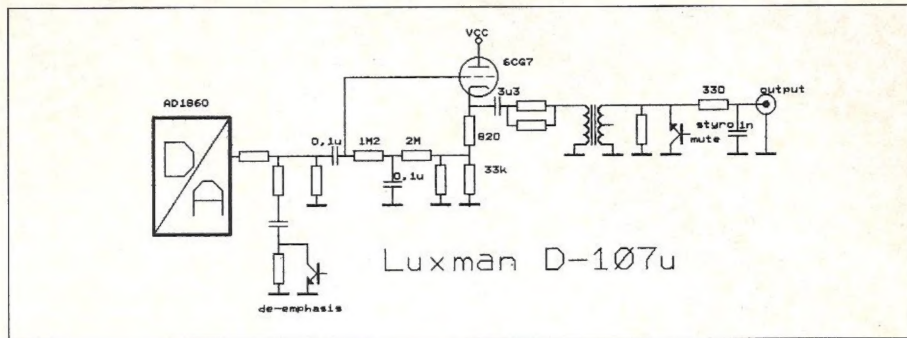 VCC
6CG7
AD1860
3u3
330
output
0,1u
1M2
2M
820
styro in
mute
0,1u
33k
D
A
Luxman D-107u
de-emphasis